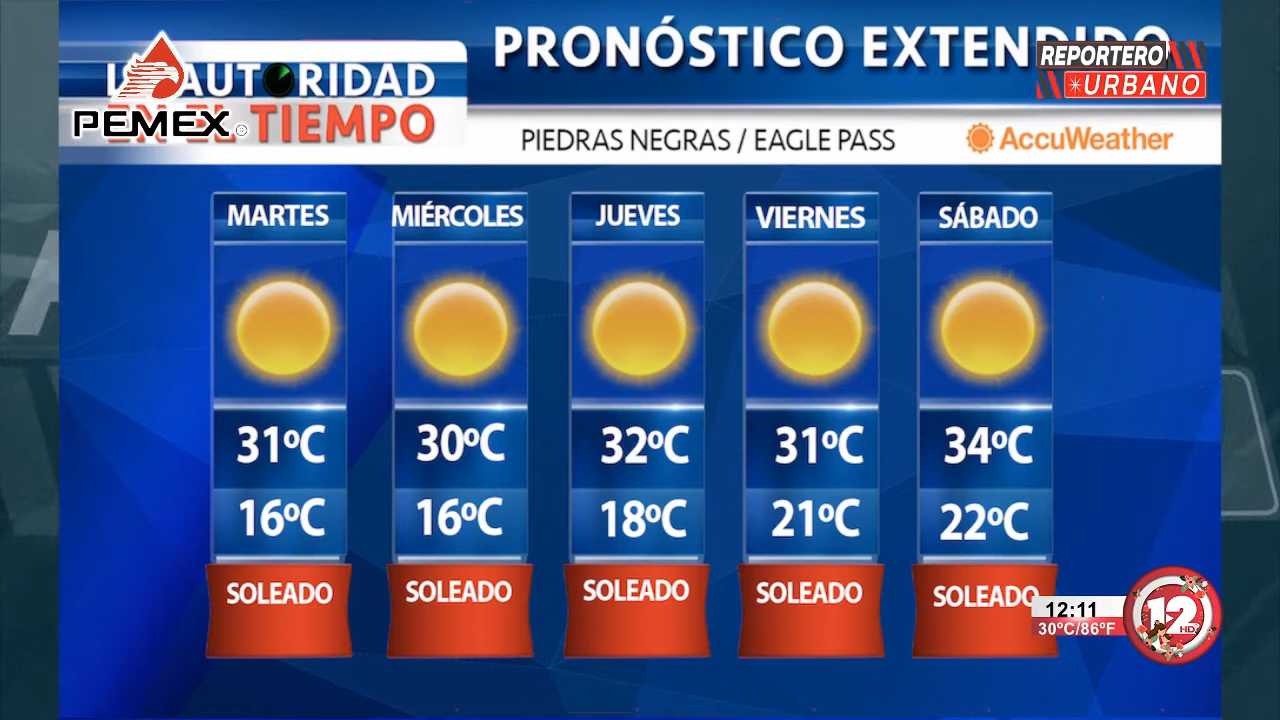 PRONÓSTICO EXTENDIDO
REPORTERO
URBANO
AUTORIDAD
PEMEX®
TIEMPO
PIEDRAS NEGRAS / EAGLE PASS
AccuWeather
MARTES MIÉRCOLES JUEVES VIERNES SÁBADO
31ºC 30ºC 32ºC 31ºC 34ºC
16ºC 16ºC 18ºC 21ºC 22ºC
SOLEADO SOLEADO SOLEADO SOLEADO SOLEADO
12:11
30ºC/86ºF
12
HD